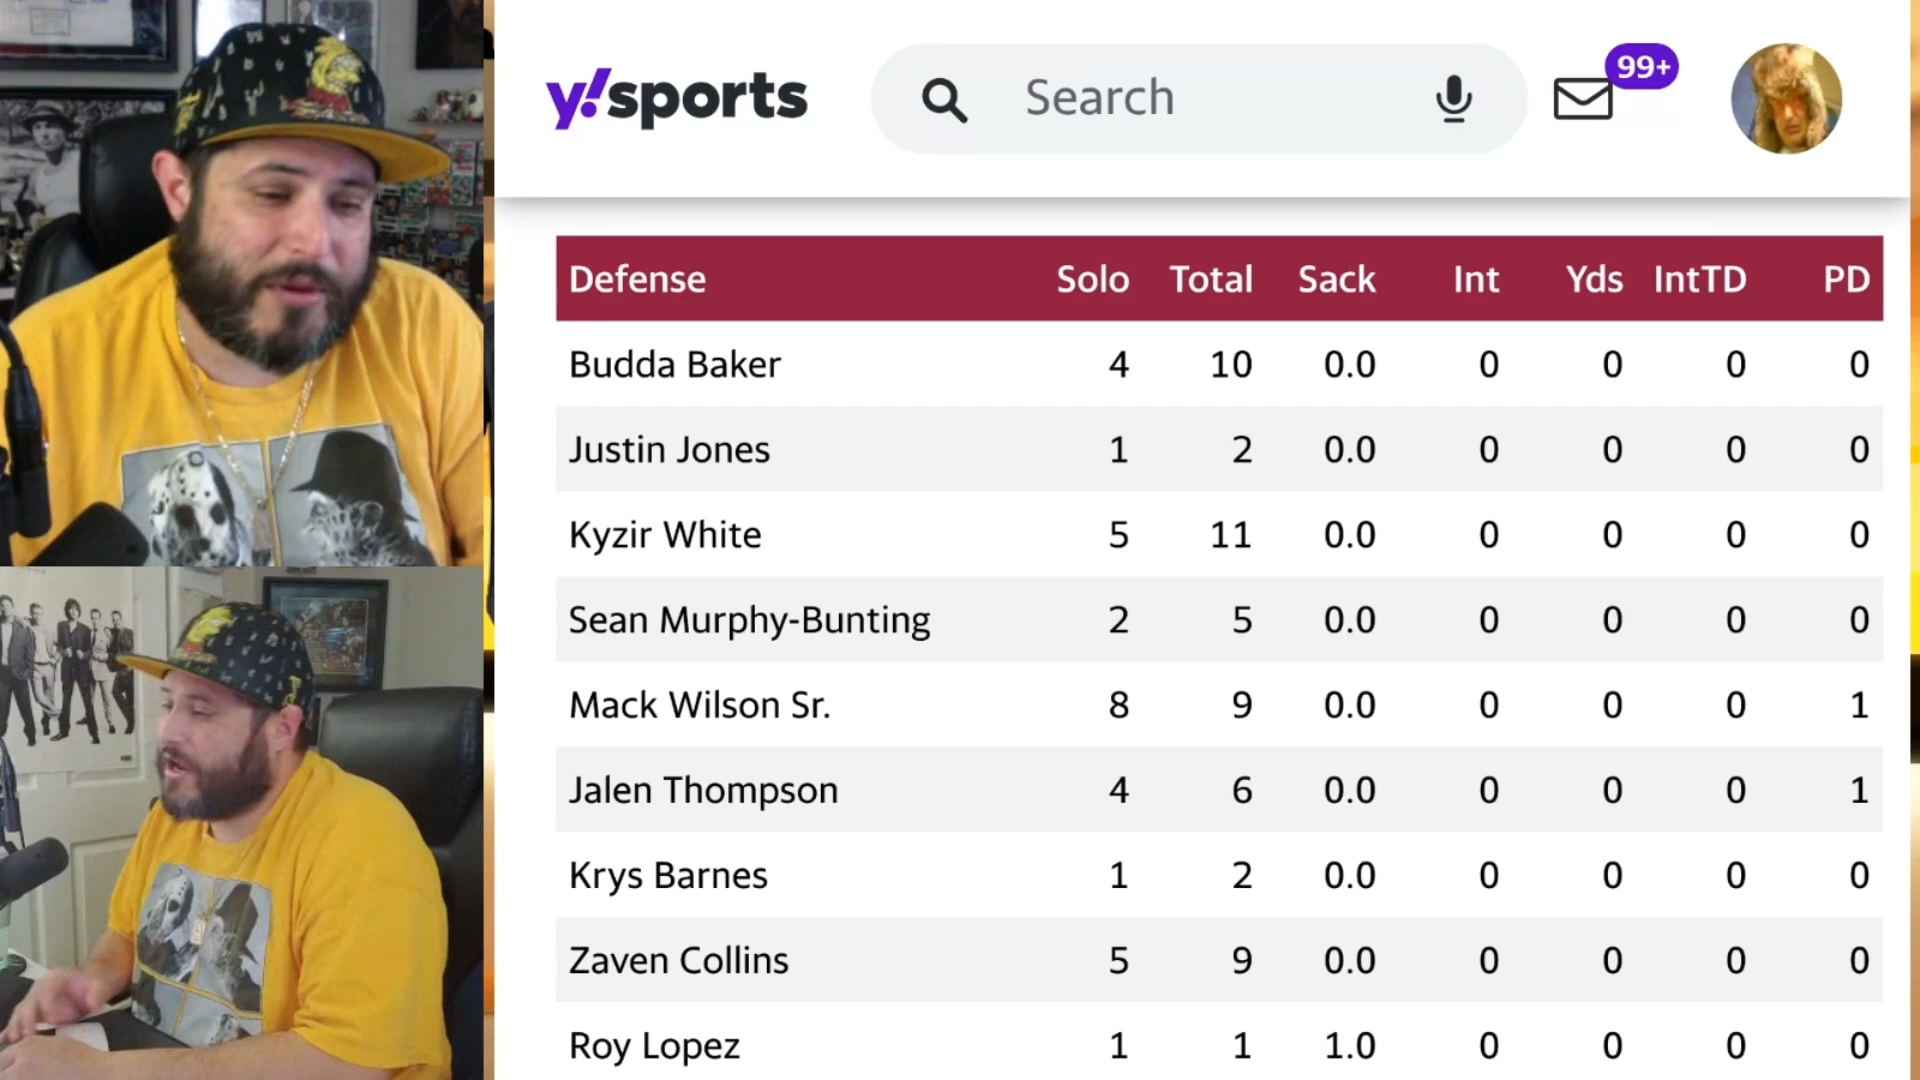 y!sports
Search
99+
Defense Solo Total Sack Int Yds IntTD PD
Budda Baker 4 10 0.0 0 0 0 0
Justin Jones 1 2 0.0 0 0 0 0
Kyzir White 5 11 0.0 0 0 0 0
Sean Murphy-Bunting 2 5 0.0 0 0 0 0
Mack Wilson Sr. 8 9 0.0 0 0 0 1
Jalen Thompson 4 6 0.0 0 0 0 1
Krys Barnes 1 2 0.0 0 0 0 0
Zaven Collins 5 9 0.0 0 0 0 0
Roy Lopez 1 1 1.0 0 0 0 0